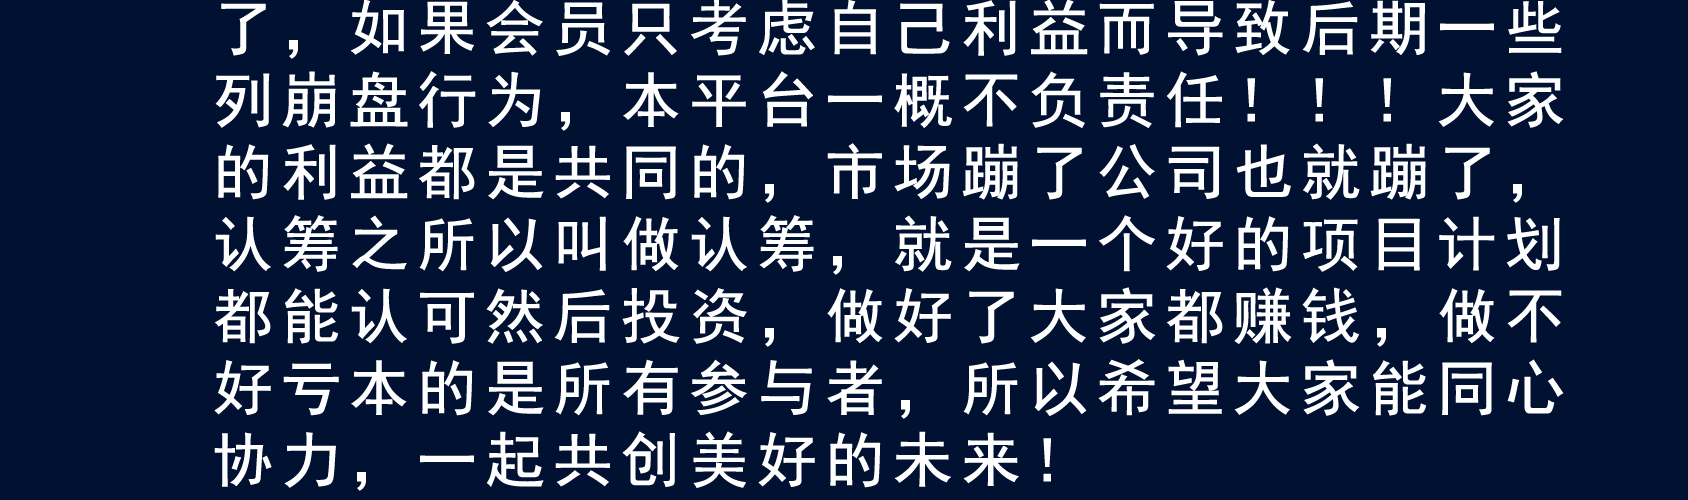 了，如果会员只考虑自己利益而导致后期一些
列崩盘行为，本平台一概不负责任！！！大家
的利益都是共同的，市场蹦了公司也就蹦了，
认筹之所以叫做认筹，就是一个好的项目计划
都能认可然后投资，做好了大家都赚钱，做不
好亏本的是所有参与者，所以希望大家能同心
协力，一起共创美好的未来！